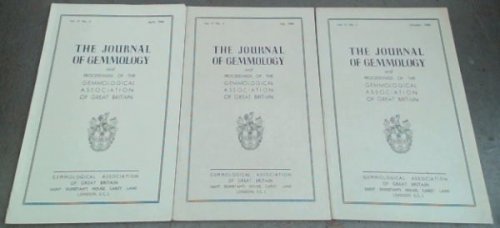 THE JOURNAL
OF GEMMOLOGY
and
PROCEEDINGS OF THE
GEMMOLOGICAL
ASSOCIATION
OF GREAT BRITAIN
GEMMOLOGICAL ASSOCIATION
OF GREAT BRITAIN
SAINT DUNSTAN'S HOUSE, CAREY LANE
LONDON, E.C.2
THE JOURNAL
OF GEMMOLOGY
and
PROCEEDINGS OF THE
GEMMOLOGICAL
ASSOCIATION
OF GREAT BRITAIN
GEMMOLOGICAL ASSOCIATION
OF GREAT BRITAIN
SAINT DUNSTAN'S HOUSE, CAREY LANE
LONDON, E.C.2
THE JOURNAL
OF GEMMOLOGY
and
PROCEEDINGS OF THE
GEMMOLOGICAL
ASSOCIATION
OF GREAT BRITAIN
GEMMOLOGICAL ASSOCIATION
OF GREAT BRITAIN
SAINT DUNSTAN'S HOUSE, CAREY LANE
LONDON, E.C.2